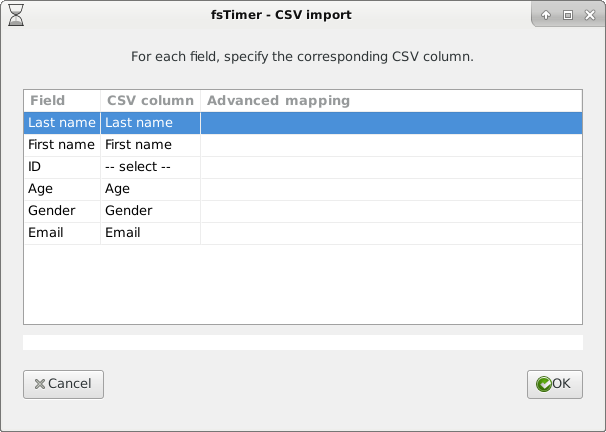 fsTimer - CSV import
For each field, specify the corresponding CSV column.
Field CSV column Advanced mapping
Last name Last name
First name First name
ID -- select --
Age Age
Gender Gender
Email Email
Cancel OK